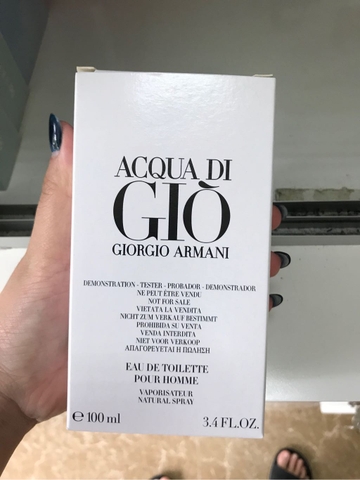 ACQUA DI
GIÒ
GIORGIO ARMANI
DEMONSTRATION - TESTER - PROBADOR - DEMONSTRADOR
NE PEUT ÊTRE VENDU
NOT FOR SALE
VIETATA LA VENDITA
NICHT ZUM VERKAUF BESTIMMT
PROHIBIDA SU VENTA
VENDA INTERDITA
NIET VOOR VERKOOP
ΑΠΑΓΟΡΕΥΕΤΑΙ Η ΠΩΛΗΣΗ
EAU DE TOILETTE
POUR HOMME
VAPORISATEUR
NATURAL SPRAY
℮ 100 ml 3.4 FL.OZ.